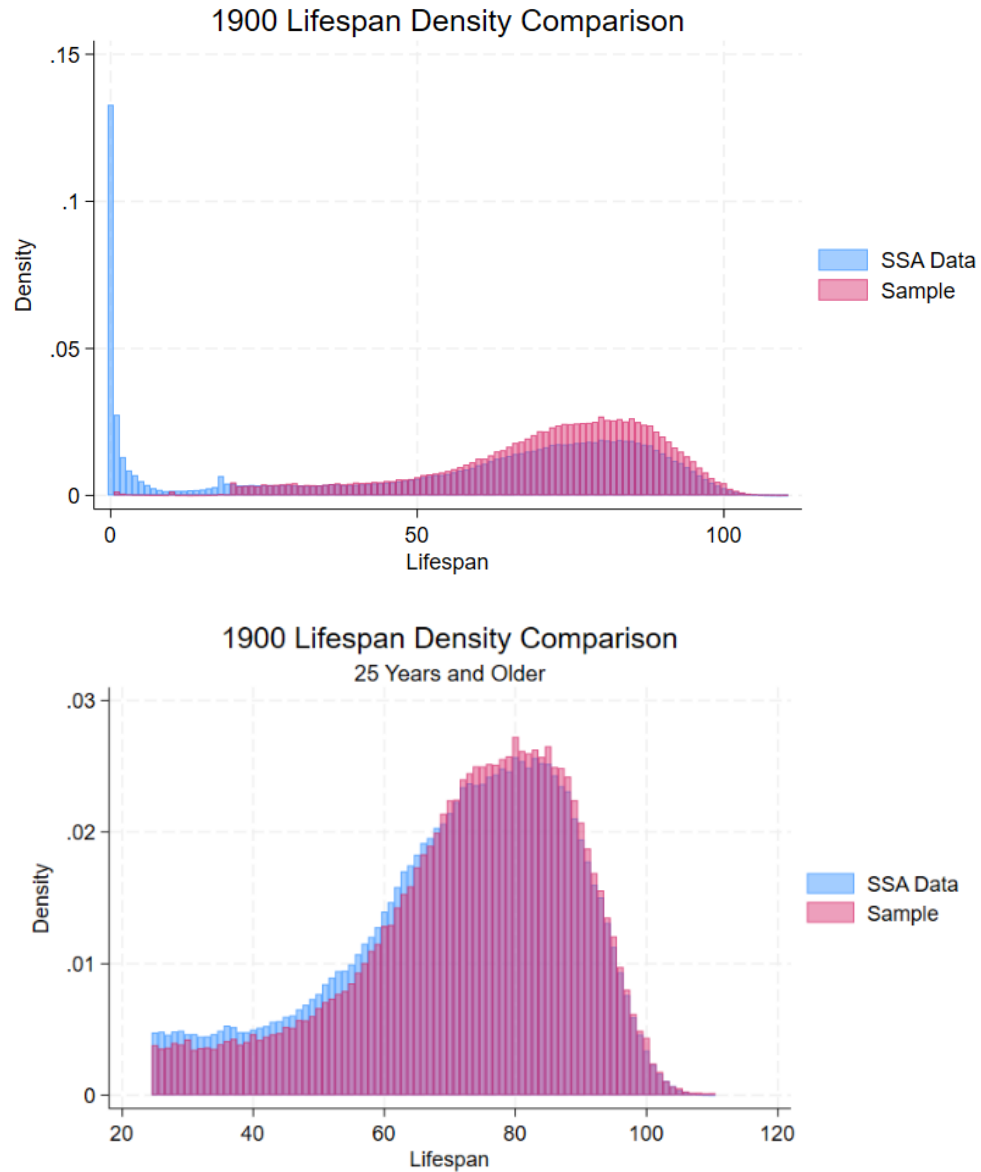 1900 Lifespan Density Comparison
.15
.1
.05
0
Density
0 50 100
Lifespan
SSA Data
Sample
1900 Lifespan Density Comparison
25 Years and Older
.03
.02
.01
0
Density
20 40 60 80 100 120
Lifespan
SSA Data
Sample